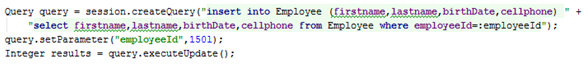 Query query = session.createQuery("insert into Employee (firstname,lastname,birthDate,cellphone) " +
"select firstname,lastname,birthDate,cellphone from Employee where employeeId=:employeeId");
query.setParameter("employeeId",150l);
Integer results = query.executeUpdate();